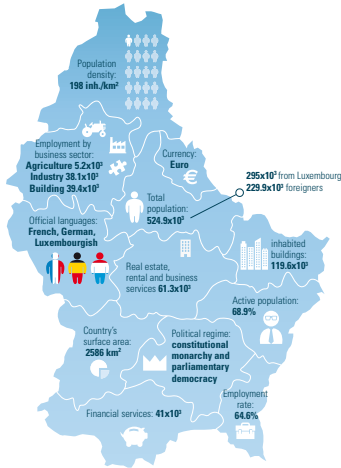 Population
density:
198 inh./km²
Employment by
business sector:
Agriculture 5.2x10³
Industry 38.1x10³
Building 39.4x10³
Currency:
Euro
€
295x10³ from Luxembourg
229.9x10³ foreigners
Total
population:
524.9x10³
Official languages:
French, German,
Luxembourgish
inhabited
buildings:
119.6x10³
Real estate,
rental and business
services 61.3x10³
Active population:
68.9%
Country's
surface area:
2586 km²
Political regime:
constitutional
monarchy and
parliamentary
democracy
Employment
rate:
64.6%
Financial services: 41x10³